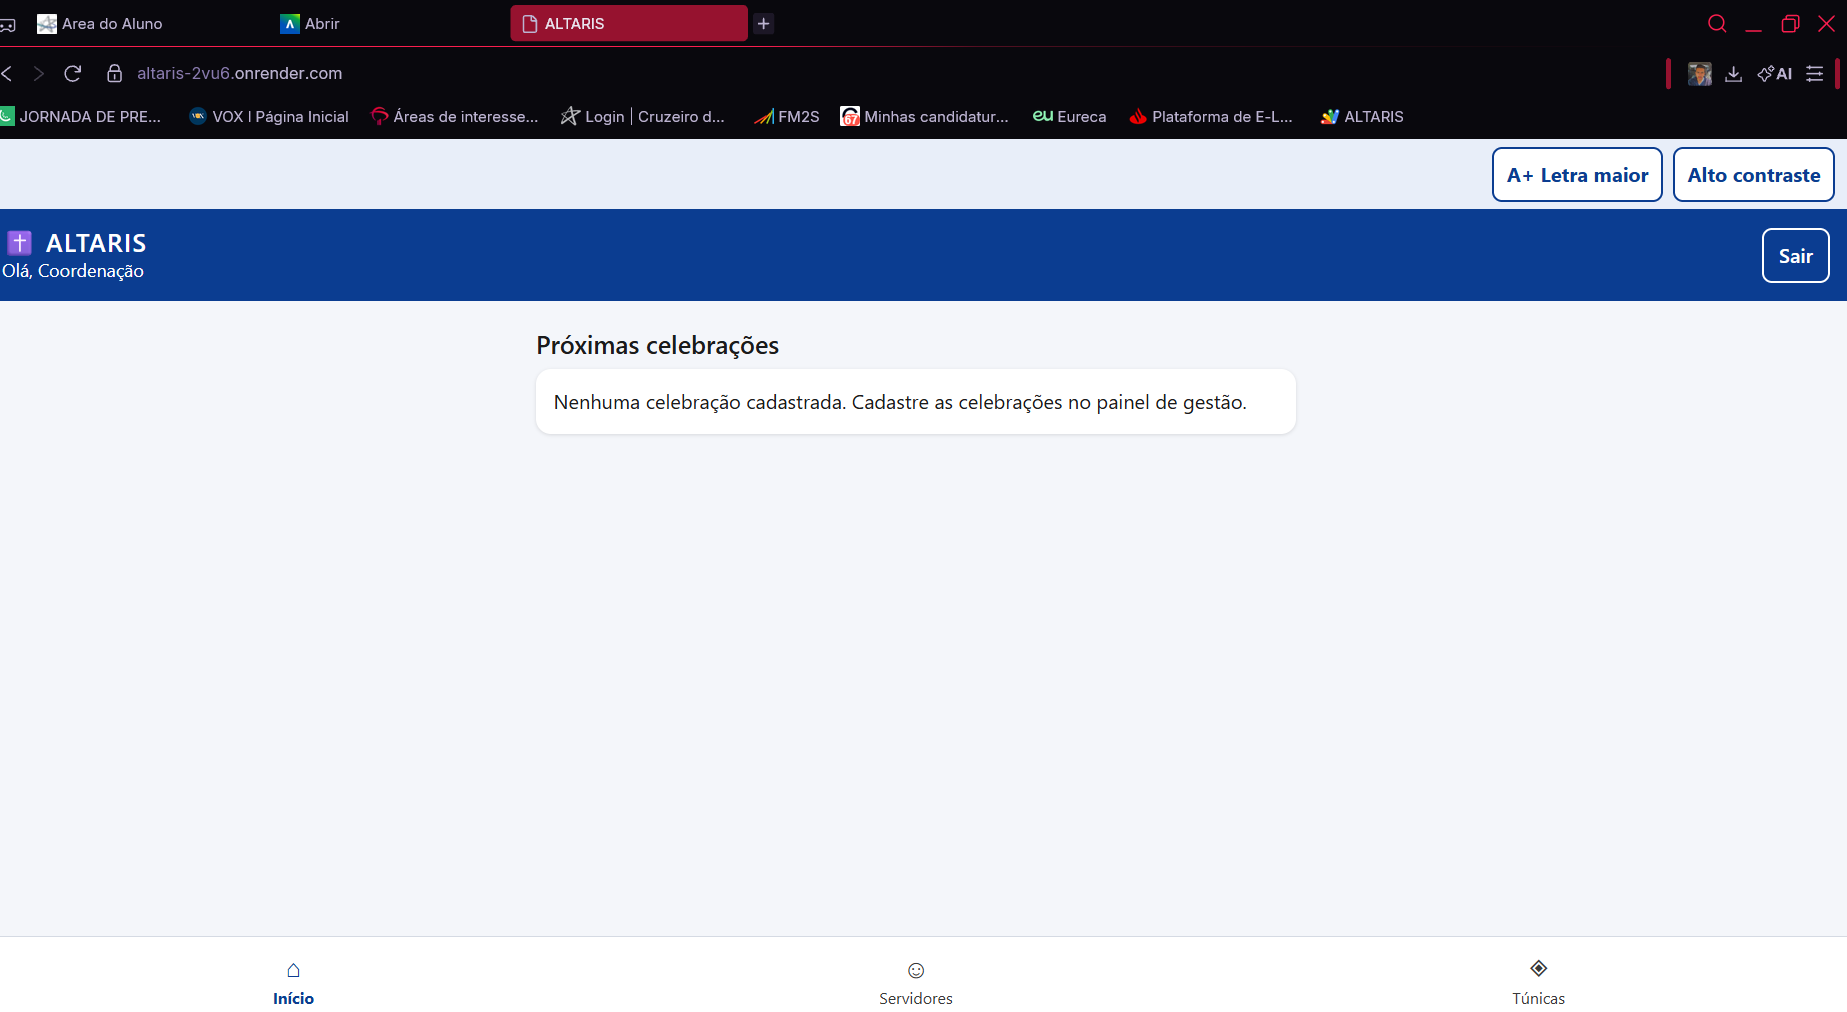 Area do Aluno
Abrir
ALTARIS
altaris-2vu6.onrender.com
AI
JORNADA DE PRE...
VOX I Página Inicial
Áreas de interesse...
Login | Cruzeiro d...
FM2S
67 Minhas candidatur...
eu Eureca
Plataforma de E-L...
ALTARIS
A+ Letra maior
Alto contraste
ALTARIS
Olá, Coordenação
Sair
Próximas celebrações
Nenhuma celebração cadastrada. Cadastre as celebrações no painel de gestão.
Início
Servidores
Túnicas